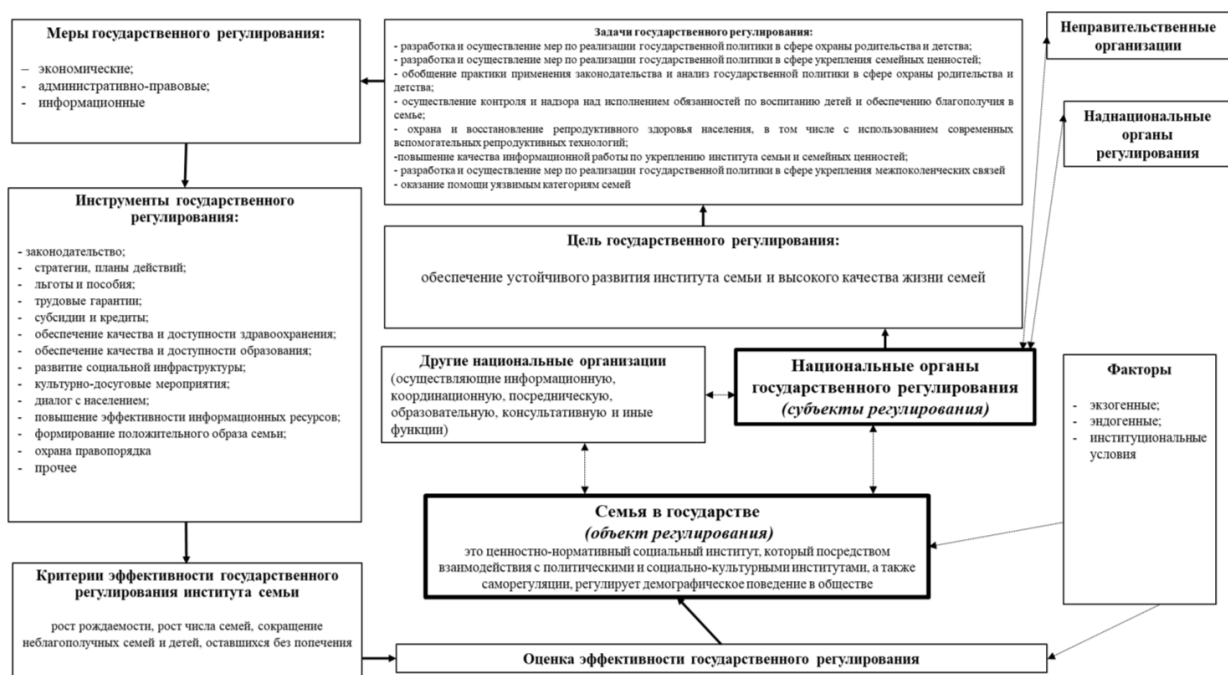 Меры государственного регулирования:
– экономические;
- административно-правовые;
- информационные
Задачи государственного регулирования:
- разработка и осуществление мер по реализации государственной политики в сфере охраны родительства и детства;
- разработка и осуществление мер по реализации государственной политики в сфере укрепления семейных ценностей;
- обобщение практики применения законодательства и анализ государственной политики в сфере охраны родительства и
детства;
- осуществление контроля и надзора над исполнением обязанностей по воспитанию детей и обеспечению благополучия в
семье;
- охрана и восстановление репродуктивного здоровья населения, в том числе с использованием современных
вспомогательных репродуктивных технологий;
-повышение качества информационной работы по укреплению института семьи и семейных ценностей;
- разработка и осуществление мер по реализации государственной политики в сфере укрепления межпоколенческих связей
- оказание помощи уязвимым категориям семей
Неправительственные
организации
Наднациональные
органы
регулирования
Инструменты государственного
регулирования:
- законодательство;
- стратегии, планы действий;
- льготы и пособия;
- трудовые гарантии;
- субсидии и кредиты;
- обеспечение качества и доступности здравоохранения;
- обеспечение качества и доступности образования;
- развитие социальной инфраструктуры;
- культурно-досуговые мероприятия;
- диалог с населением;
- повышение эффективности информационных ресурсов;
- формирование положительного образа семьи;
- охрана правопорядка
- прочее
Цель государственного регулирования:
обеспечение устойчивого развития института семьи и высокого качества жизни семей
Другие национальные организации
(осуществляющие информационную,
координационную, посредническую,
образовательную, консультативную и иные
функции)
Национальные органы
государственного регулирования
(субъекты регулирования)
Факторы
- экзогенные;
- эндогенные;
- институциональные
условия
Семья в государстве
(объект регулирования)
это ценностно-нормативный социальный институт, который посредством
взаимодействия с политическими и социально-культурными институтами, а также
саморегуляции, регулирует демографическое поведение в обществе
Критерии эффективности государственного
регулирования института семьи
рост рождаемости, рост числа семей, сокращение
неблагополучных семей и детей, оставшихся без попечения
Оценка эффективности государственного регулирования